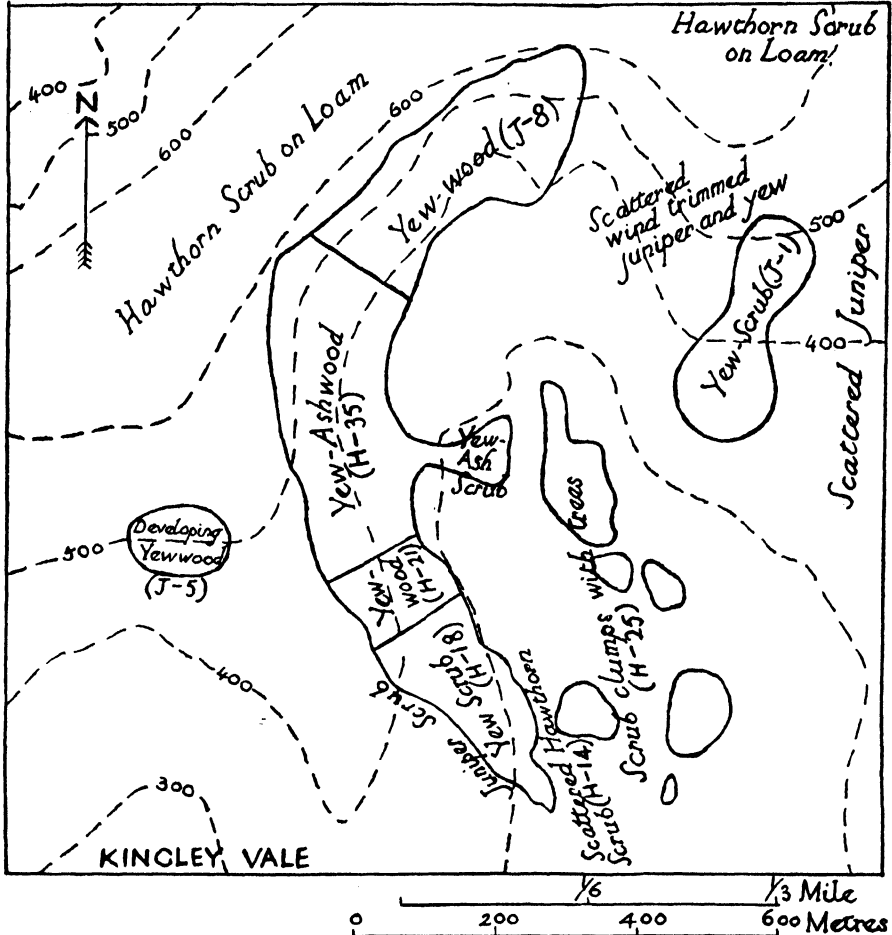 Hawthorn Scrub
on Loam
400
N
500
600
600
Hawthorn Scrub on Loam
Yew-wood (J-8)
Scattered
wind trimmed
juniper and yew
500
Yew-Scrub (J-1)
400
Scattered Juniper
Yew-Ashwood
(H-35)
Yew-
Ash
Scrub
trees
Scrub clumps with
(H-25)
Developing
Yewwood
(J-5)
500
Yew-
wood
(H-21)
Yew Scrub
(H-18)
Juniper Scrub
Scattered Hawthorn
Scrub (H-14)
Scrub
400
300
KINGLEY VALE
1/6
1/3 Mile
0
200
400
600 Metres